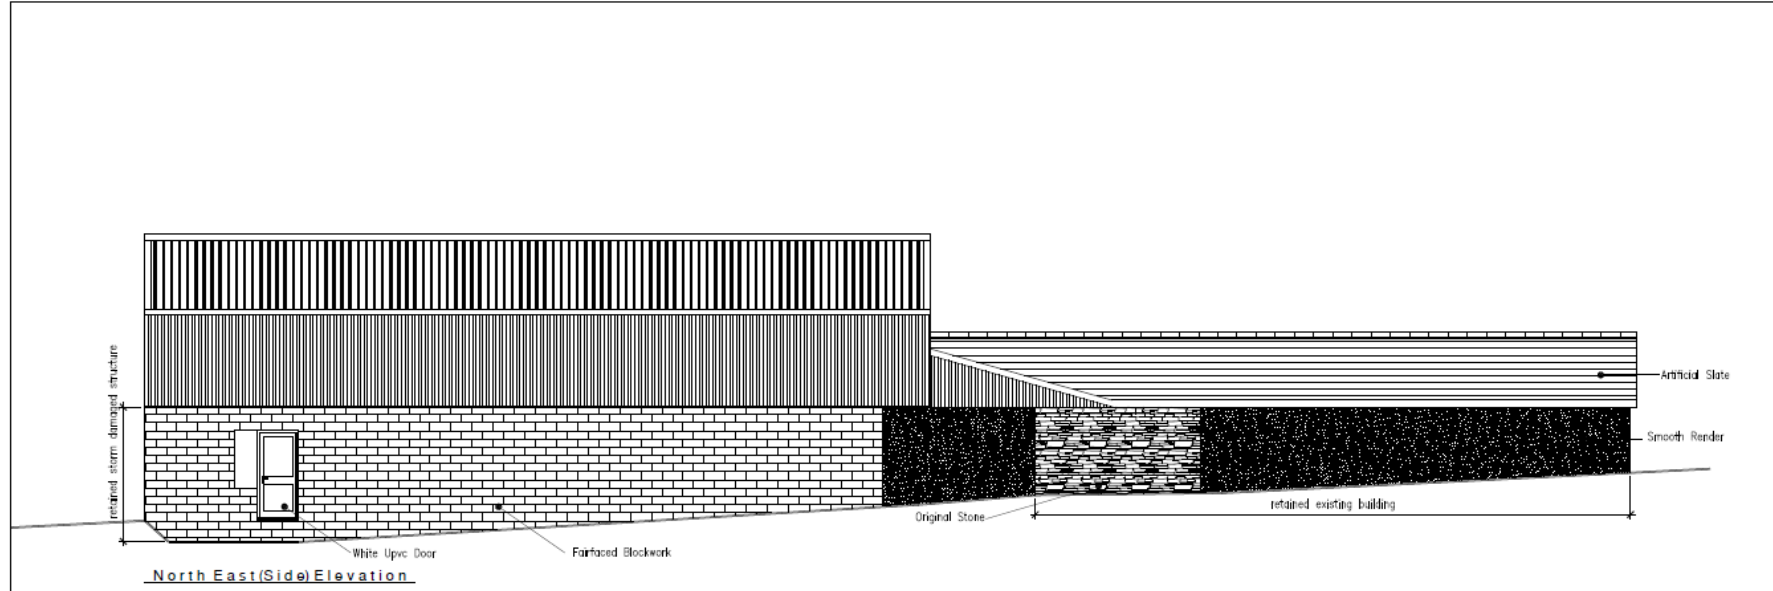 retained storm damaged structure
Artificial Slate
Smooth Render
retained existing building
Original Stone
White Upvc Door
Fairfaced Blockwork
North East(Side)Elevation